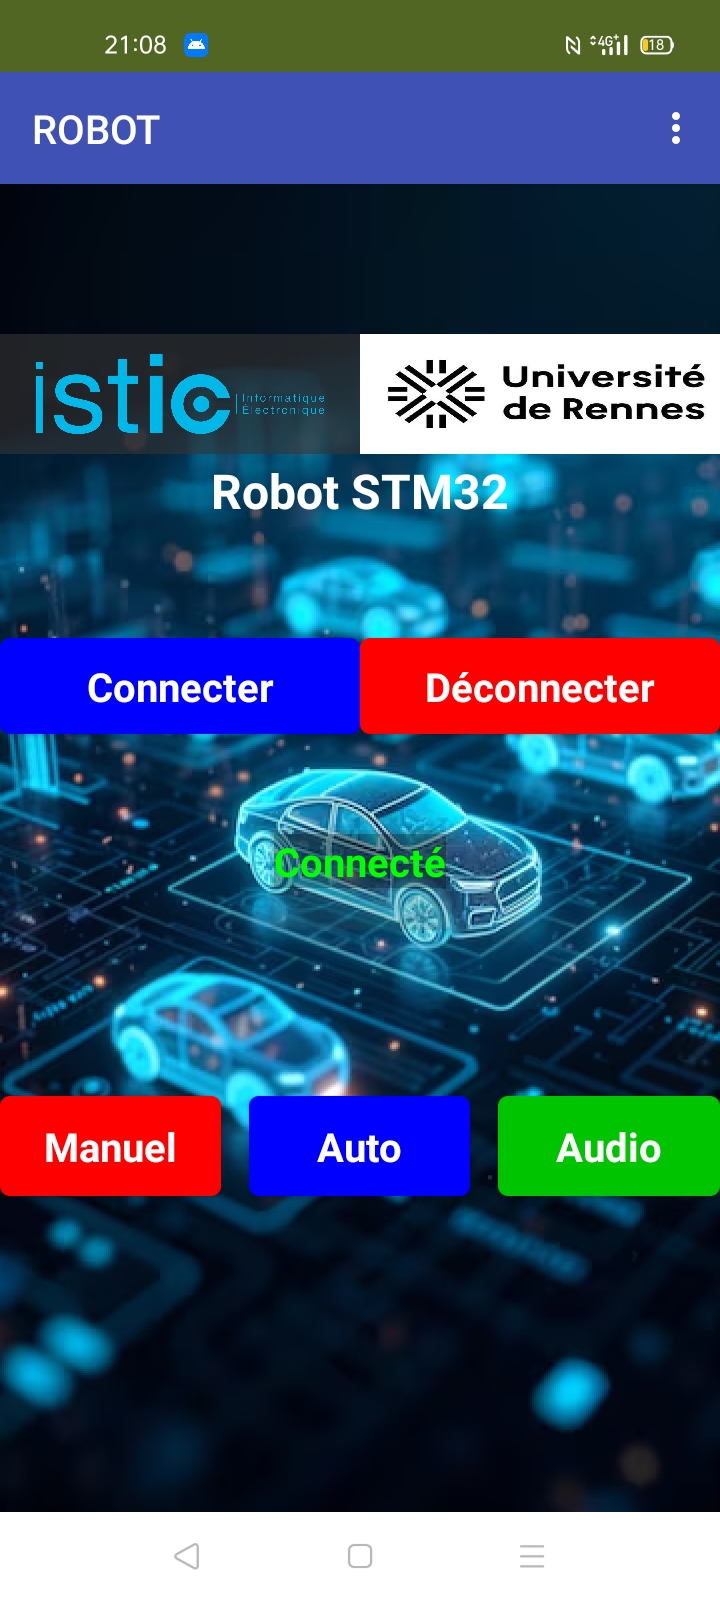 21:08
4G+
18
ROBOT
istic
Informatique
Électronique
Université
de Rennes
Robot STM32
Connecter
Déconnecter
Connecté
Manuel
Auto
Audio